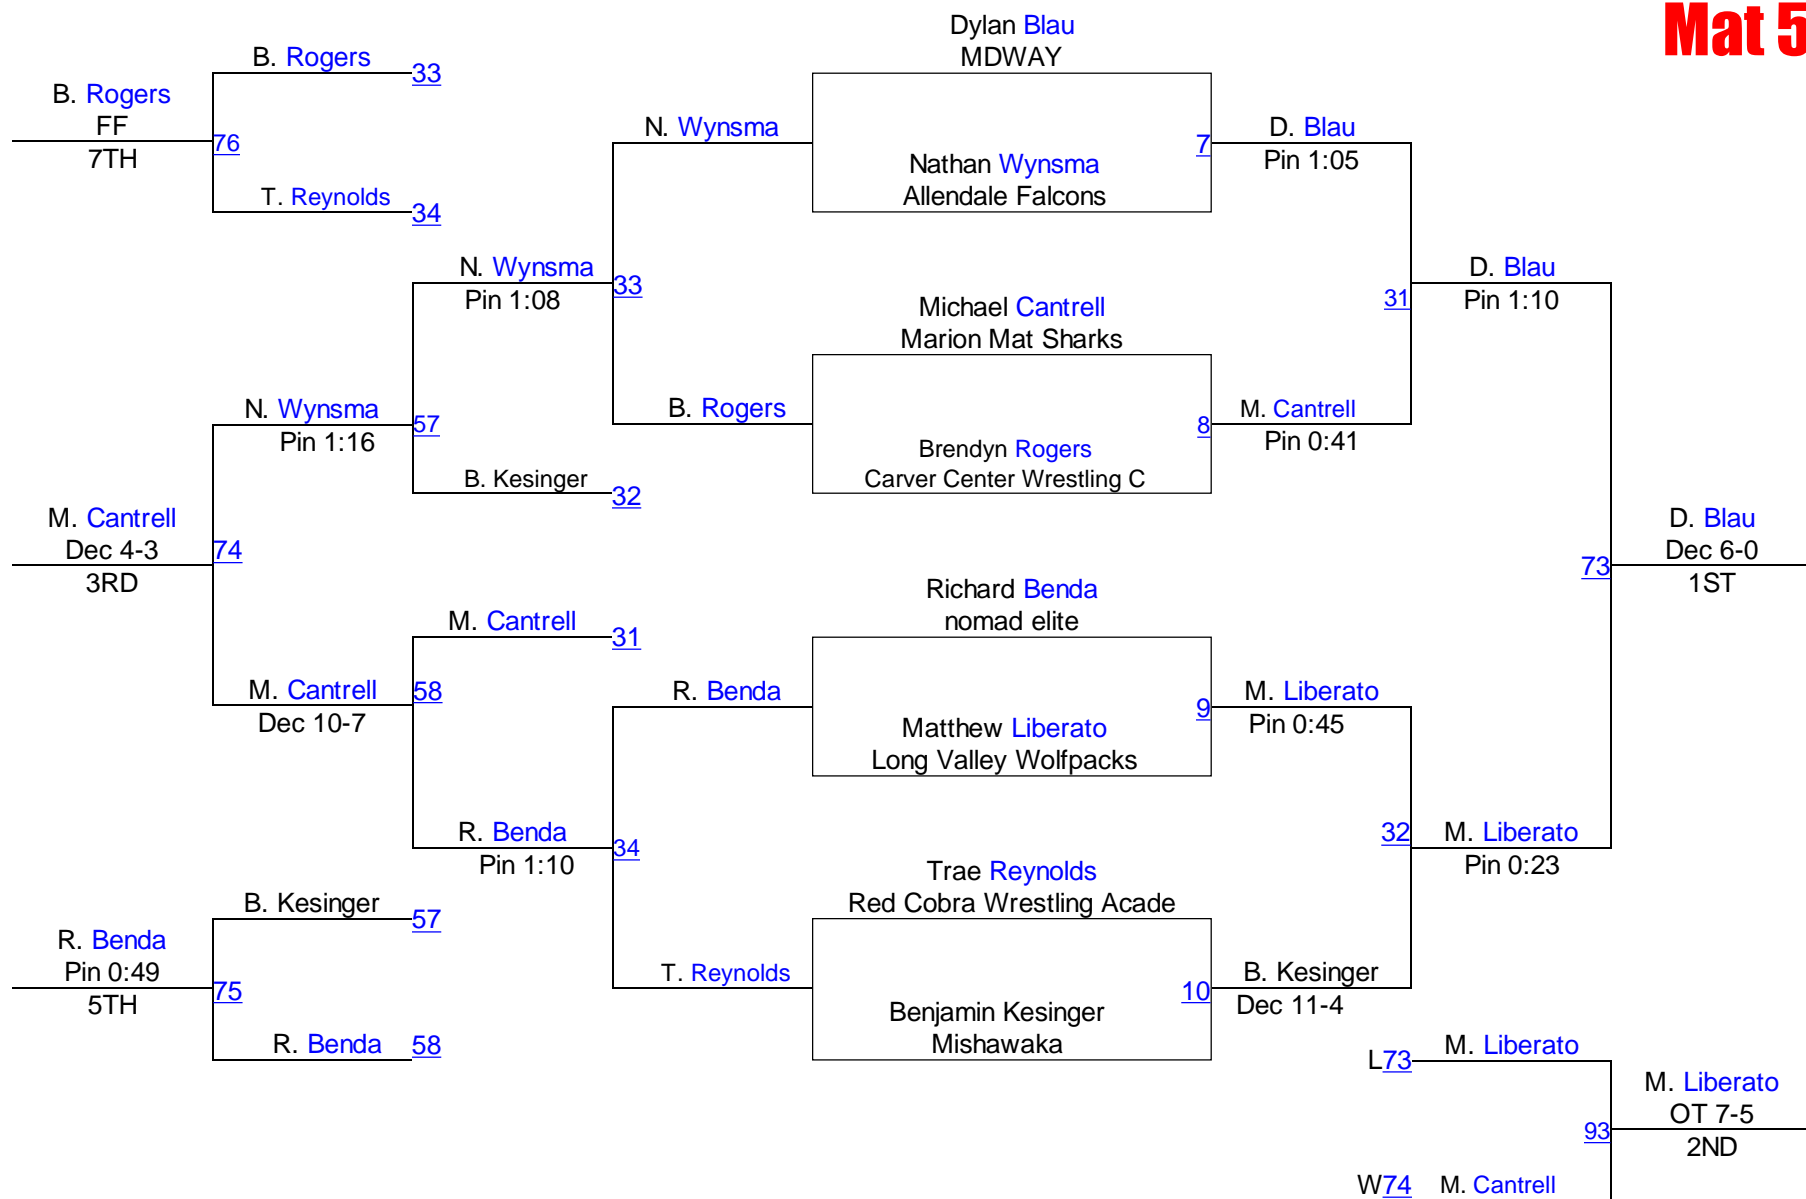 Mat 5
Dylan Blau
MDWAY
B. Rogers
33
B. Rogers
FF
7TH
76
T. Reynolds
34
N. Wynsma
7
Nathan Wynsma
Allendale Falcons
D. Blau
Pin 1:05
N. Wynsma
Pin 1:08
33
Michael Cantrell
Marion Mat Sharks
31
D. Blau
Pin 1:10
N. Wynsma
Pin 1:16
57
B. Rogers
8
Brendyn Rogers
Carver Center Wrestling C
M. Cantrell
Pin 0:41
B. Kesinger
32
M. Cantrell
Dec 4-3
3RD
74
73
D. Blau
Dec 6-0
1ST
Richard Benda
nomad elite
M. Cantrell
31
M. Cantrell
Dec 10-7
58
R. Benda
9
Matthew Liberato
Long Valley Wolfpacks
M. Liberato
Pin 0:45
R. Benda
Pin 1:10
34
Trae Reynolds
Red Cobra Wrestling Acade
32
M. Liberato
Pin 0:23
B. Kesinger
57
R. Benda
Pin 0:49
5TH
75
R. Benda
58
T. Reynolds
10
Benjamin Kesinger
Mishawaka
B. Kesinger
Dec 11-4
L73
M. Liberato
93
M. Liberato
OT 7-5
2ND
W74
M. Cantrell